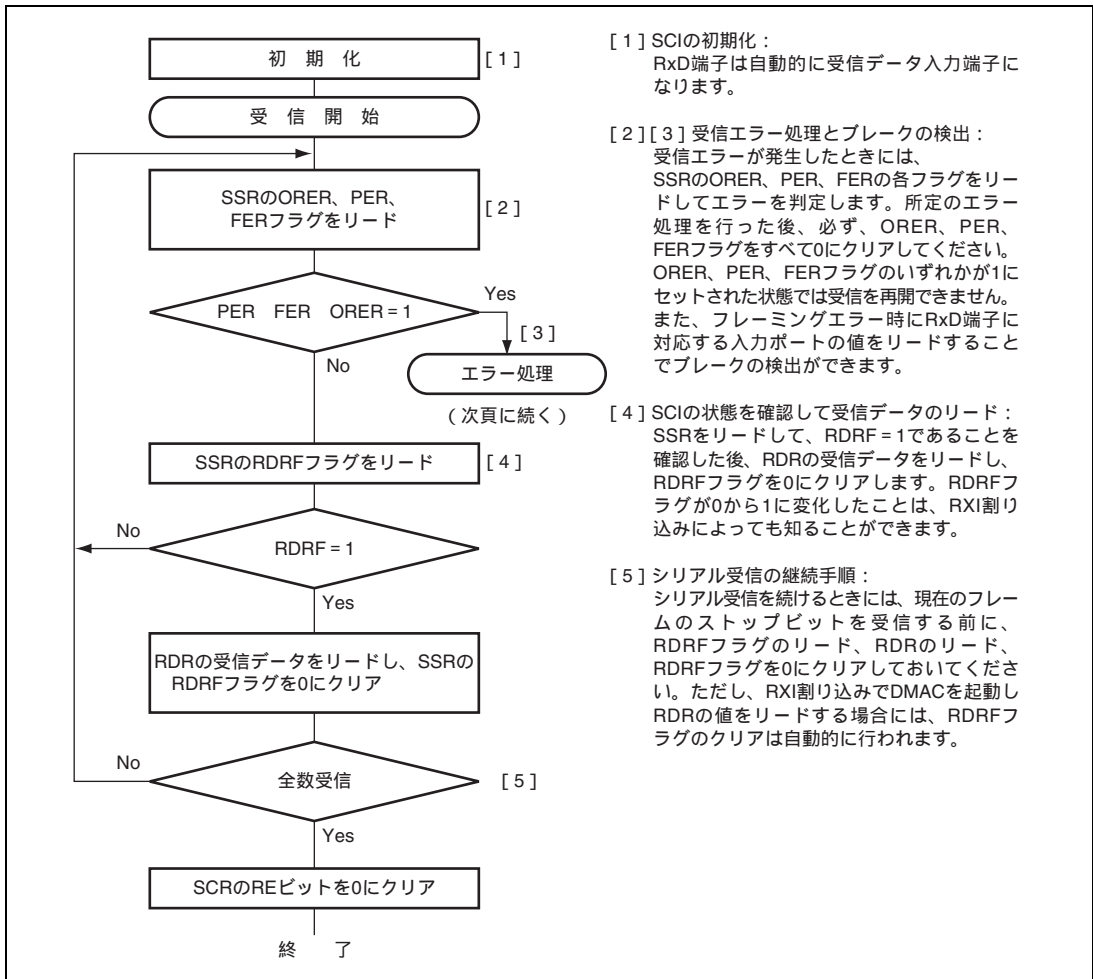 初 期 化
[ 1 ]
受 信 開 始
SSRのORER、PER、
FERフラグをリード
[ 2 ]
PER FER ORER = 1
Yes
[ 3 ]
No
エラー処理
( 次頁に続く )
SSRのRDRFフラグをリード
[ 4 ]
No
RDRF = 1
Yes
RDRの受信データをリードし、SSRの
RDRFフラグを0にクリア
No
全数受信
[ 5 ]
Yes
SCRのREビットを0にクリア
終 了
[ 1 ] SCIの初期化：
RxD端子は自動的に受信データ入力端子に
なります。
[ 2 ] [ 3 ] 受信エラー処理とブレークの検出：
受信エラーが発生したときには、
SSRのORER、PER、FERの各フラグをリー
ドしてエラーを判定します。所定のエラー
処理を行った後、必ず、ORER、PER、
FERフラグをすべて0にクリアしてください。
ORER、PER、FERフラグのいずれかが1に
セットされた状態では受信を再開できません。
また、フレーミングエラー時にRxD端子に
対応する入力ポートの値をリードすること
でブレークの検出ができます。
[ 4 ] SCIの状態を確認して受信データのリード：
SSRをリードして、RDRF = 1であることを
確認した後、RDRの受信データをリードし、
RDRFフラグを0にクリアします。RDRFフ
ラグが0から1に変化したことは、RXI割り
込みによっても知ることができます。
[ 5 ] シリアル受信の継続手順：
シリアル受信を続けるときには、現在のフレー
ムのストップビットを受信する前に、
RDRFフラグのリード、RDRのリード、
RDRFフラグを0にクリアしておいてくださ
い。ただし、RXI割り込みでDMACを起動し
RDRの値をリードする場合には、RDRFフ
ラグのクリアは自動的に行われます。